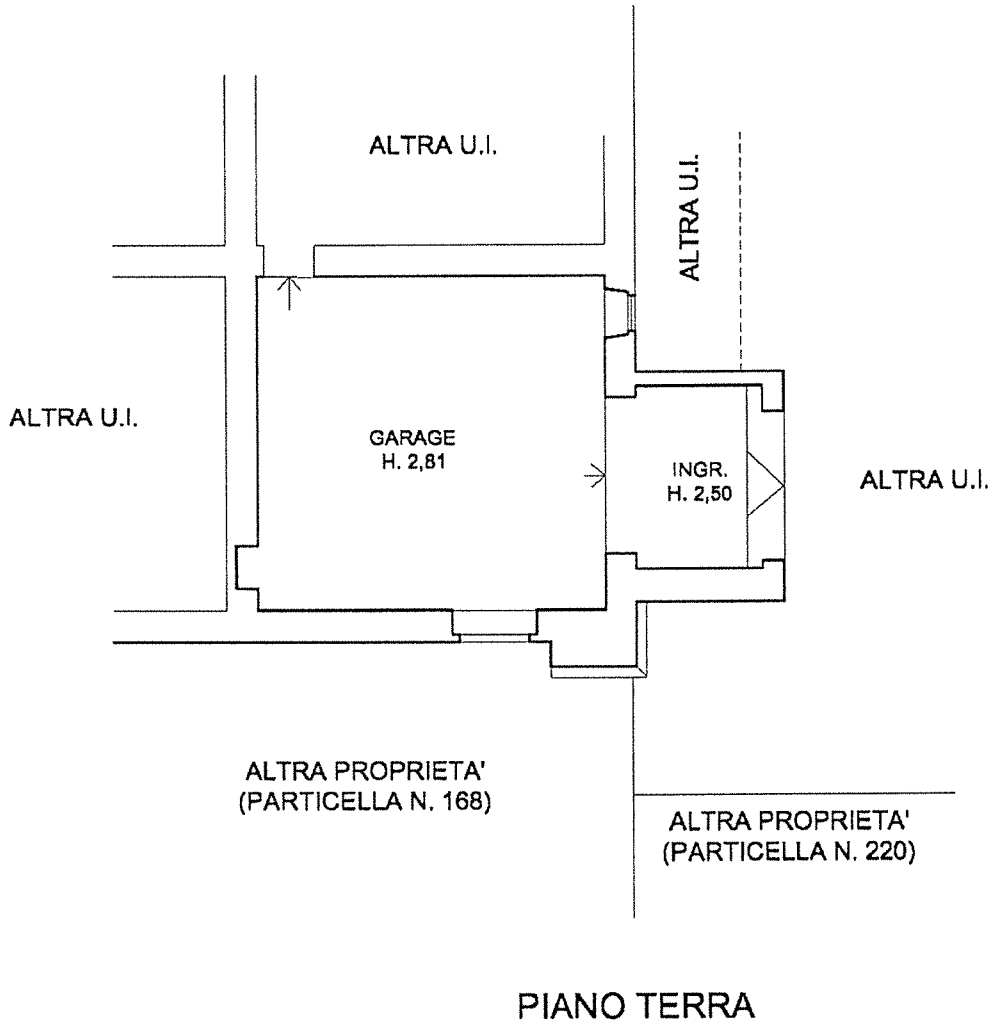 ALTRA U.I.
ALTRA U.I.
ALTRA U.I.
GARAGE
H. 2,81
INGR.
H. 2,50
ALTRA U.I.
ALTRA PROPRIETA'
(PARTICELLA N. 168)
ALTRA PROPRIETA'
(PARTICELLA N. 220)
PIANO TERRA